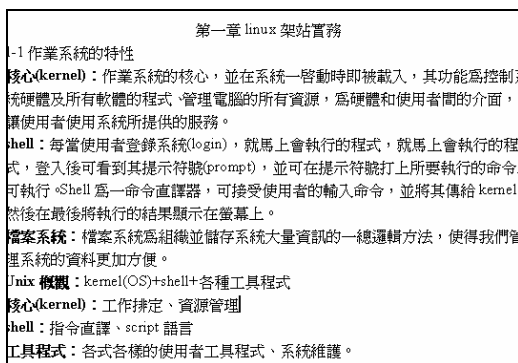 第一章 linux 架站實務
1-1 作業系統的特性
核心(kernel)：作業系統的核心，並在系統一啓動時即被載入，其功能爲控制系
統硬體及所有軟體的程式、管理電腦的所有資源，爲硬體和使用者間的介面，
讓使用者使用系統所提供的服務。
shell：每當使用者登錄系統(login)，就馬上會執行的程式，就馬上會執行的程
式，登入後可看到其提示符號(prompt)，並可在提示符號打上所要執行的命令
可執行。Shell 爲一命令直譯器，可接受使用者的輸入命令，並將其傳給 kernel
然後在最後將執行的結果顯示在螢幕上。
檔案系統：檔案系統爲組織並儲存系統大量資訊的一總邏輯方法，使得我們管
理系統的資料更加方便。
Unix 概觀：kernel(OS)+shell+各種工具程式
核心(kernel)：工作排定、資源管理
shell：指令直譯、script 語言
工具程式：各式各樣的使用者工具程式、系統維護。